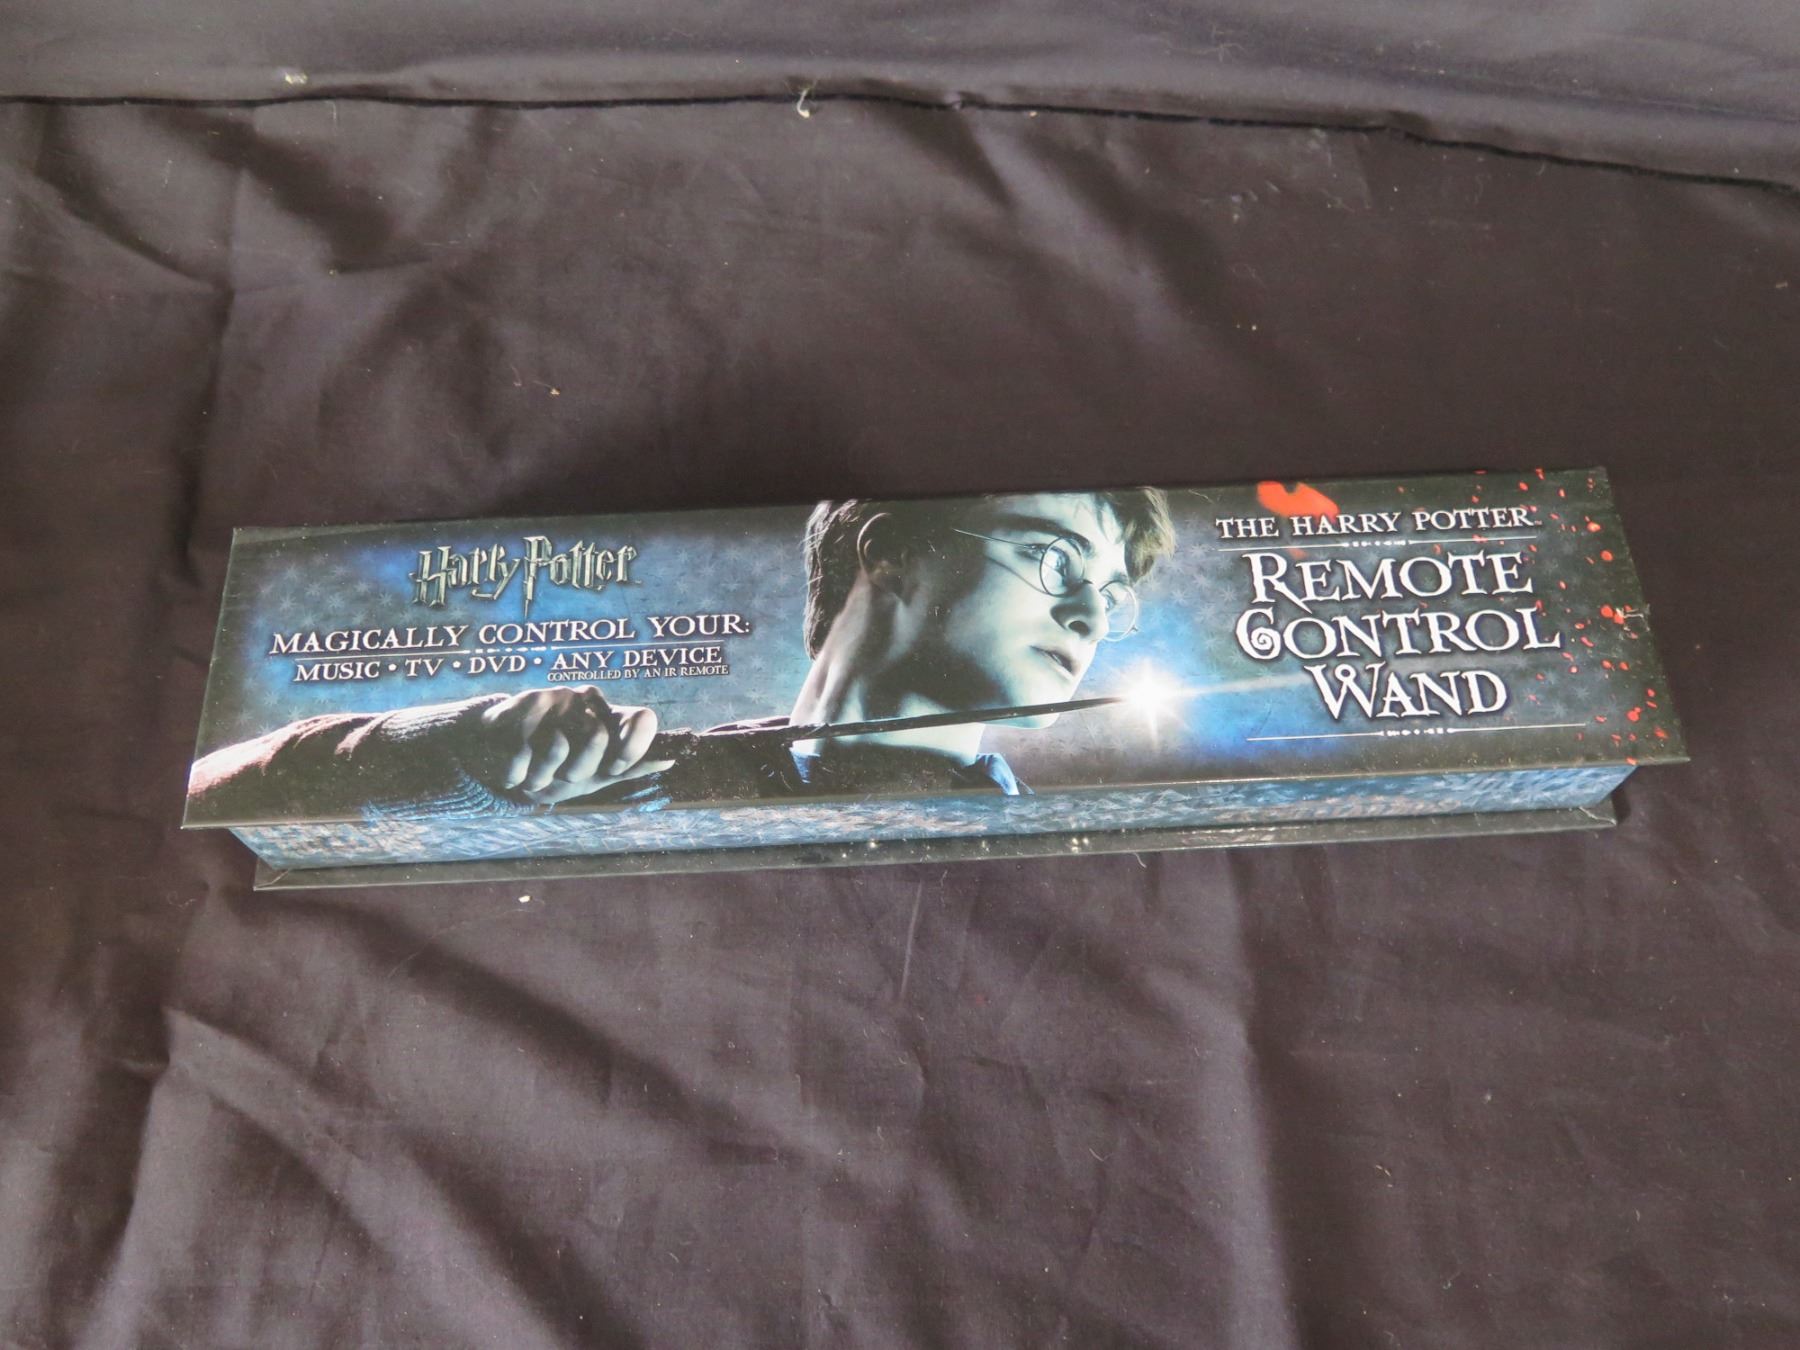 Harry Potter
MAGICALLY CONTROL YOUR:
MUSIC • TV • DVD • ANY DEVICE
CONTROLLED BY AN IR REMOTE
THE HARRY POTTER™
REMOTE
CONTROL
WAND